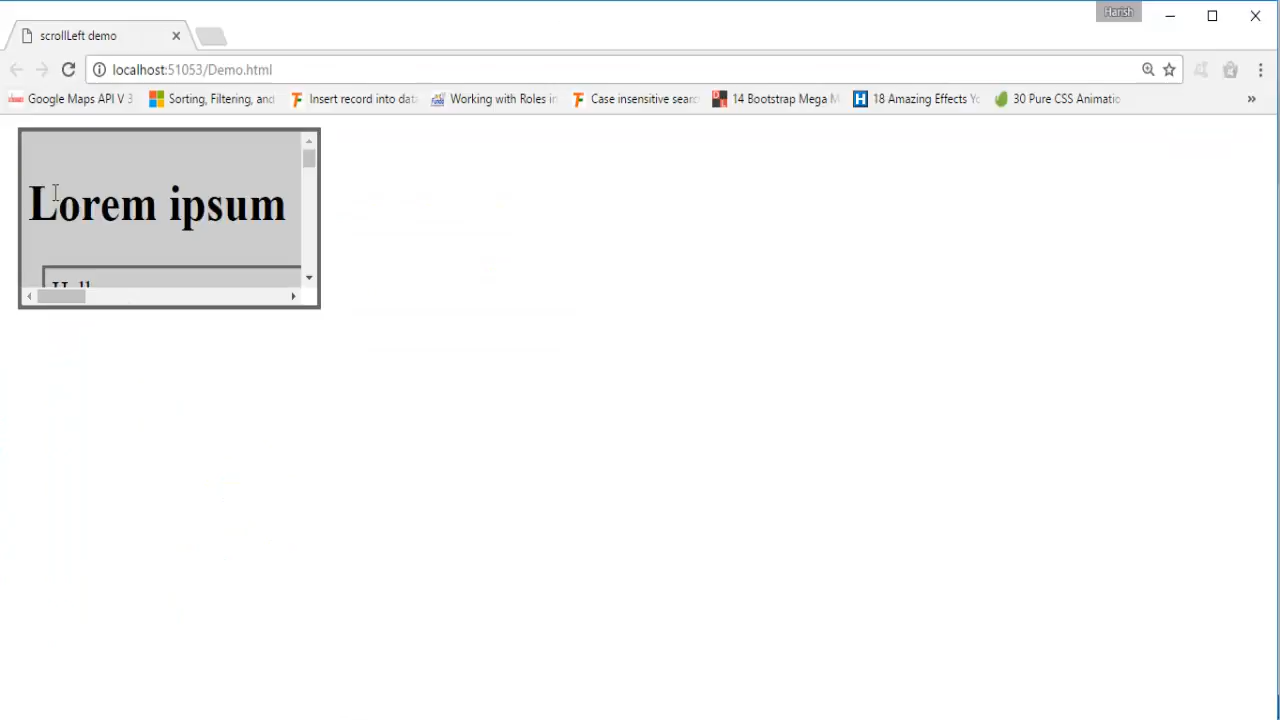 Harish
scrollLeft demo
localhost:51053/Demo.html
Google Maps API V 3
Sorting, Filtering, and
Insert record into data
Working with Roles in
Case insensitive searc
14 Bootstrap Mega M
18 Amazing Effects Yo
30 Pure CSS Animatio
»
Lorem ipsum